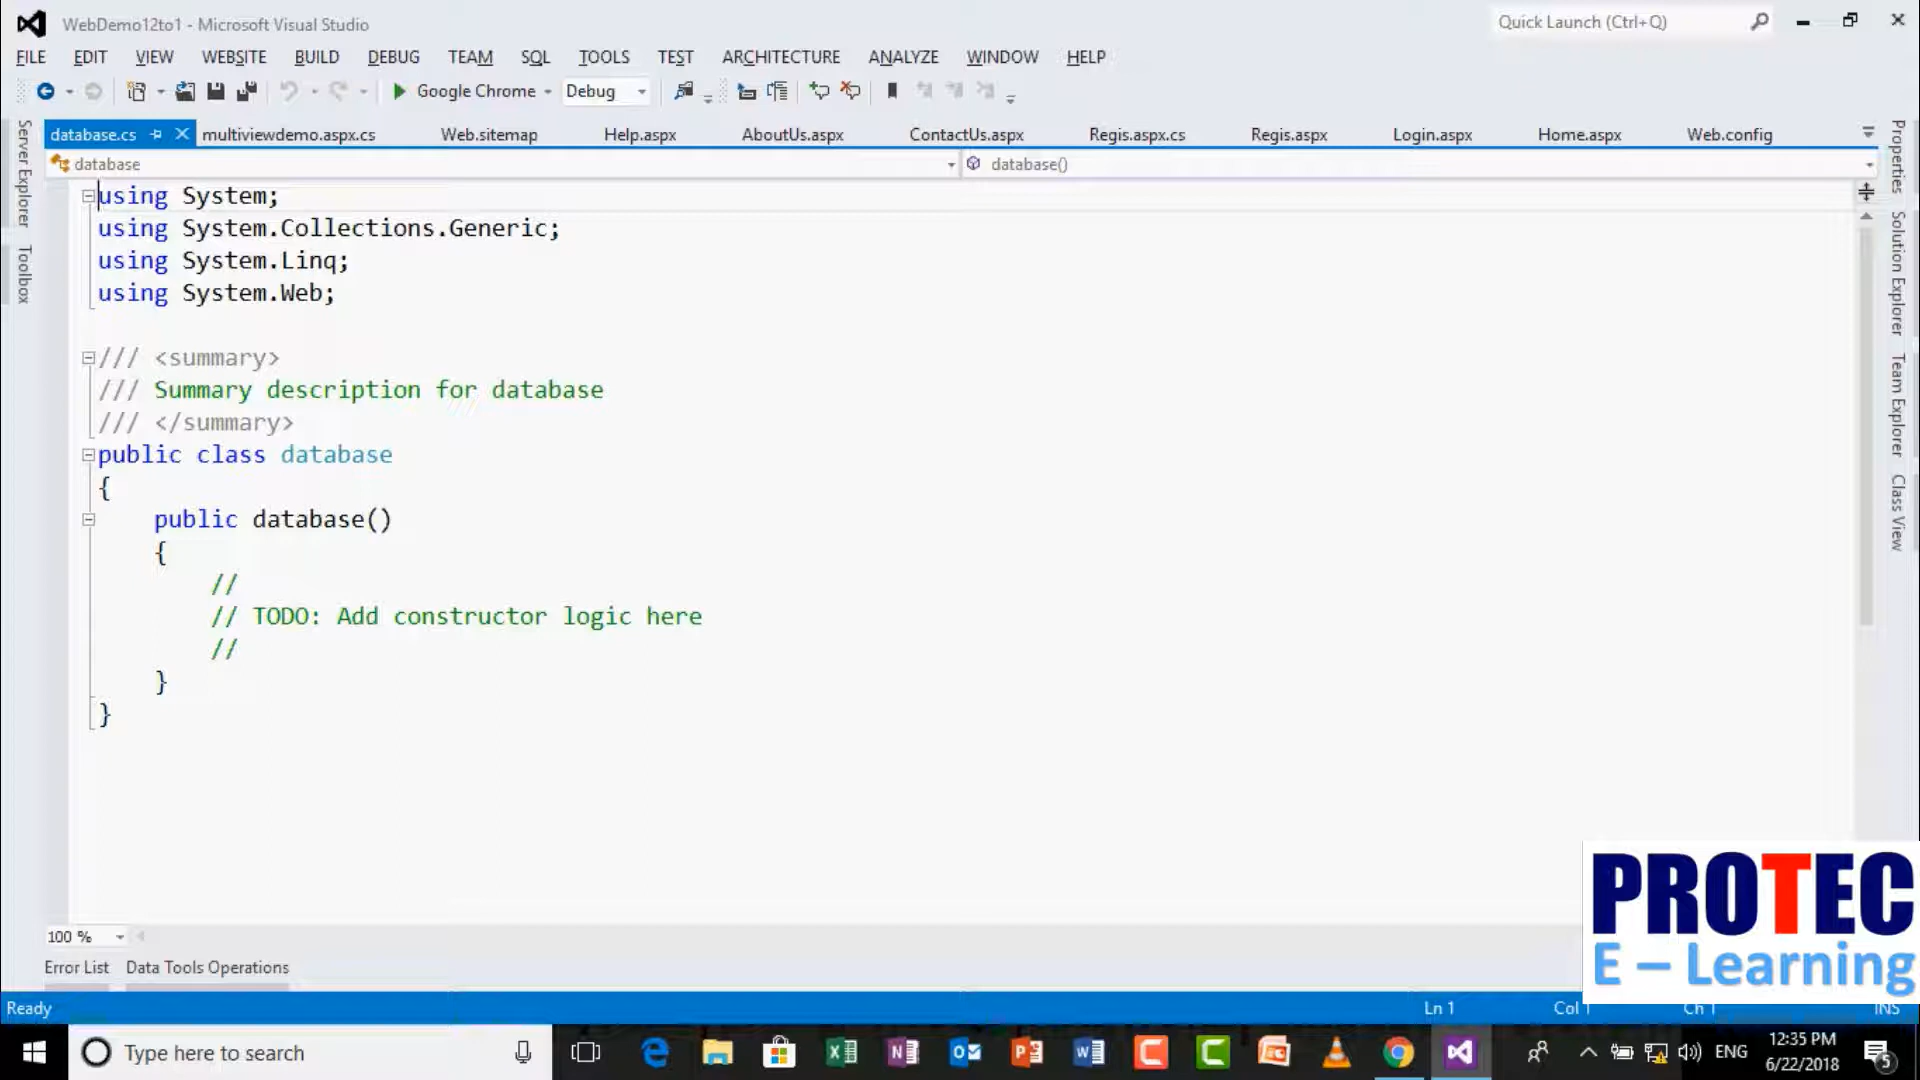 WebDemo12to1 - Microsoft Visual Studio
Quick Launch (Ctrl+Q)
FILE EDIT VIEW WEBSITE BUILD DEBUG TEAM SQL TOOLS TEST ARCHITECTURE ANALYZE WINDOW HELP
Google Chrome Debug
database.cs multiviewdemo.aspx.cs Web.sitemap Help.aspx AboutUs.aspx ContactUs.aspx Regis.aspx.cs Regis.aspx Login.aspx Home.aspx Web.config
database database()
Server Explorer
Toolbox
Properties
Solution Explorer
Team Explorer
Class View
using System;
using System.Collections.Generic;
using System.Linq;
using System.Web;
/// <summary>
/// Summary description for database
/// </summary>
public class database
{
public database()
{
//
// TODO: Add constructor logic here
//
}
}
100 %
Error List Data Tools Operations
PROTEC
E – Learning
Ready Ln 1 Col 1 Ch 1 INS
Type here to search
ENG
12:35 PM
6/22/2018
5